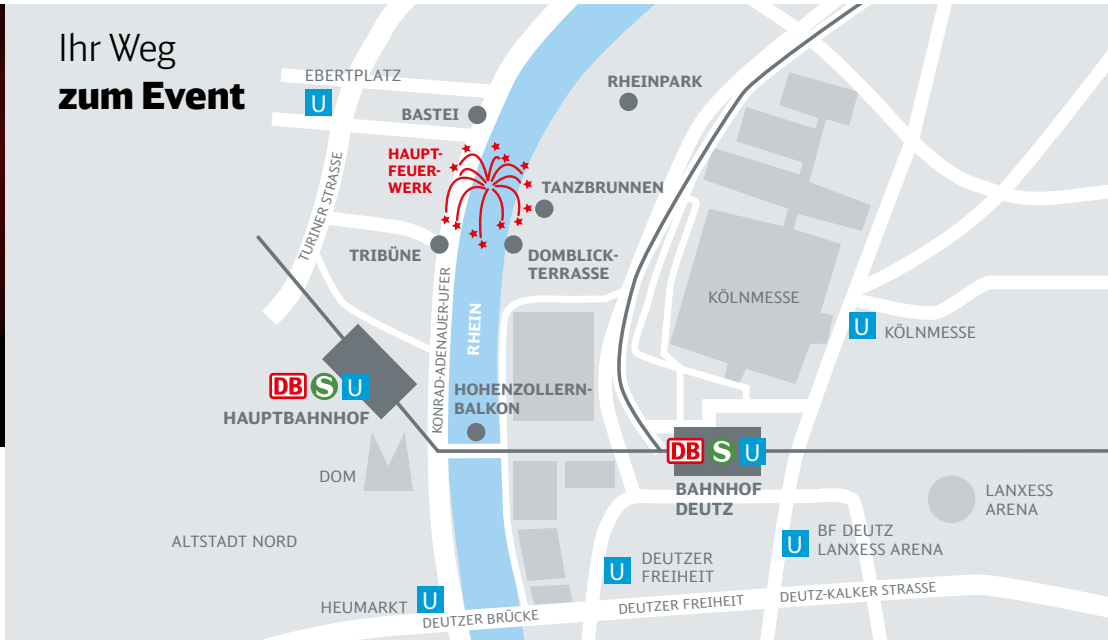 Ihr Weg
zum Event
EBERTPLATZ
U
BASTEI
RHEINPARK
HAUPT-
FEUER-
WERK
TANZBRUNNEN
TURINER STRASSE
TRIBÜNE
DOMBLICK-
TERRASSE
KONRAD-ADENAUER-UFER
RHEIN
KÖLNMESSE
U
KÖLNMESSE
DB S U
HAUPTBAHNHOF
HOHENZOLLERN-
BALKON
DOM
DB S U
BAHNHOF
DEUTZ
LANXESS
ARENA
ALTSTADT NORD
U
BF DEUTZ
LANXESS ARENA
U
DEUTZER
FREIHEIT
HEUMARKT
U
DEUTZER BRÜCKE
DEUTZER FREIHEIT
DEUTZ-KALKER STRASSE